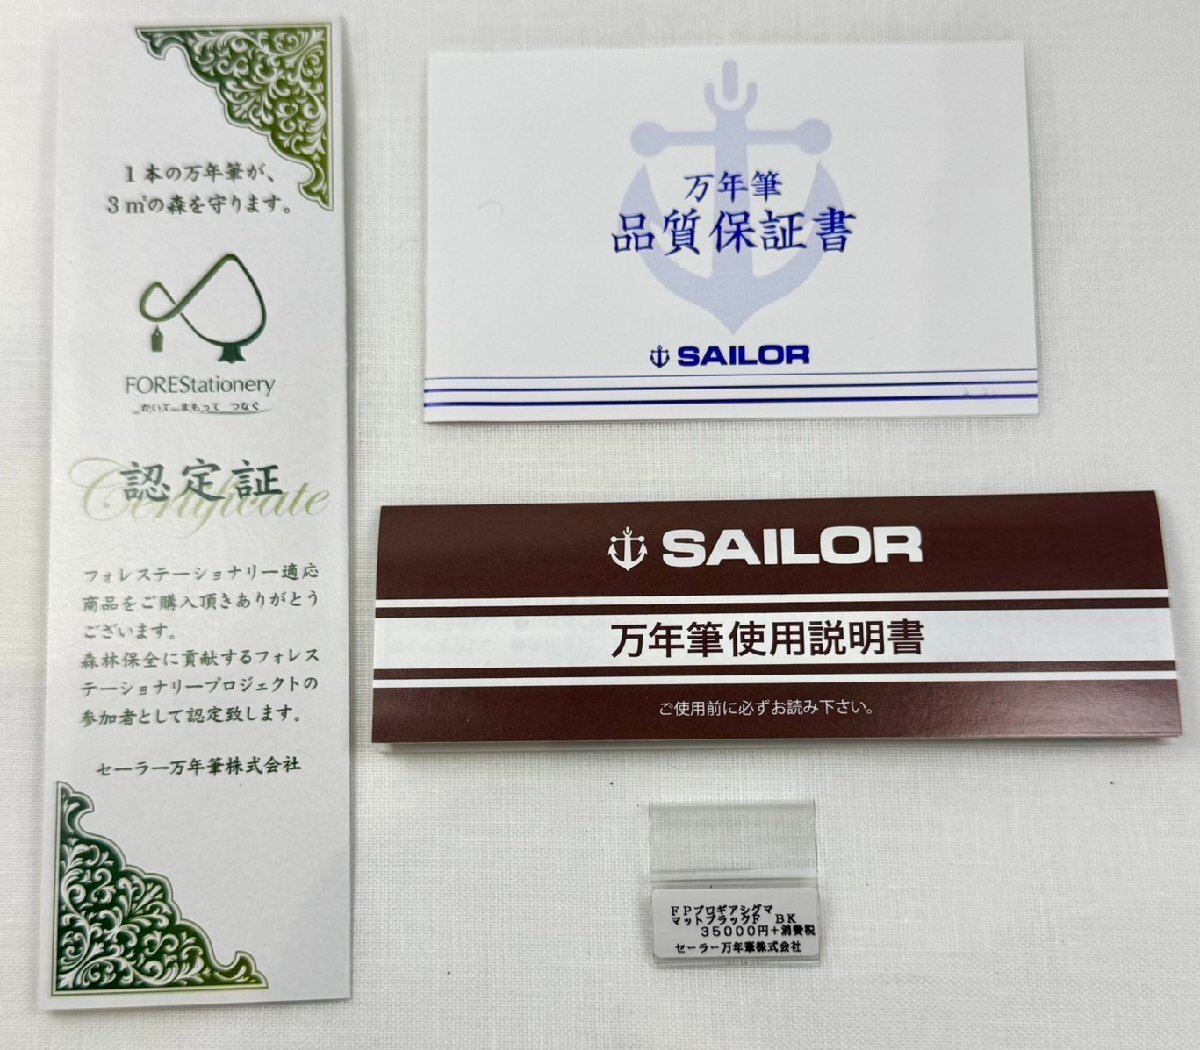 1本の万年筆が、
3㎡の森を守ります。
FOREStationery
かいて まもって つなぐ
認定証
Certificate
フォレステーショナリー適応
商品をご購入頂きありがとう
ございます。
森林保全に貢献するフォレス
テーショナリープロジェクトの
参加者として認定致します。
セーラー万年筆株式会社
万年筆
品質保証書
SAILOR
SAILOR
万年筆使用説明書
ご使用前に必ずお読み下さい。
FPプロギアシグマ
マットブラックF BK
35000円+消費税
セーラー万年筆株式会社